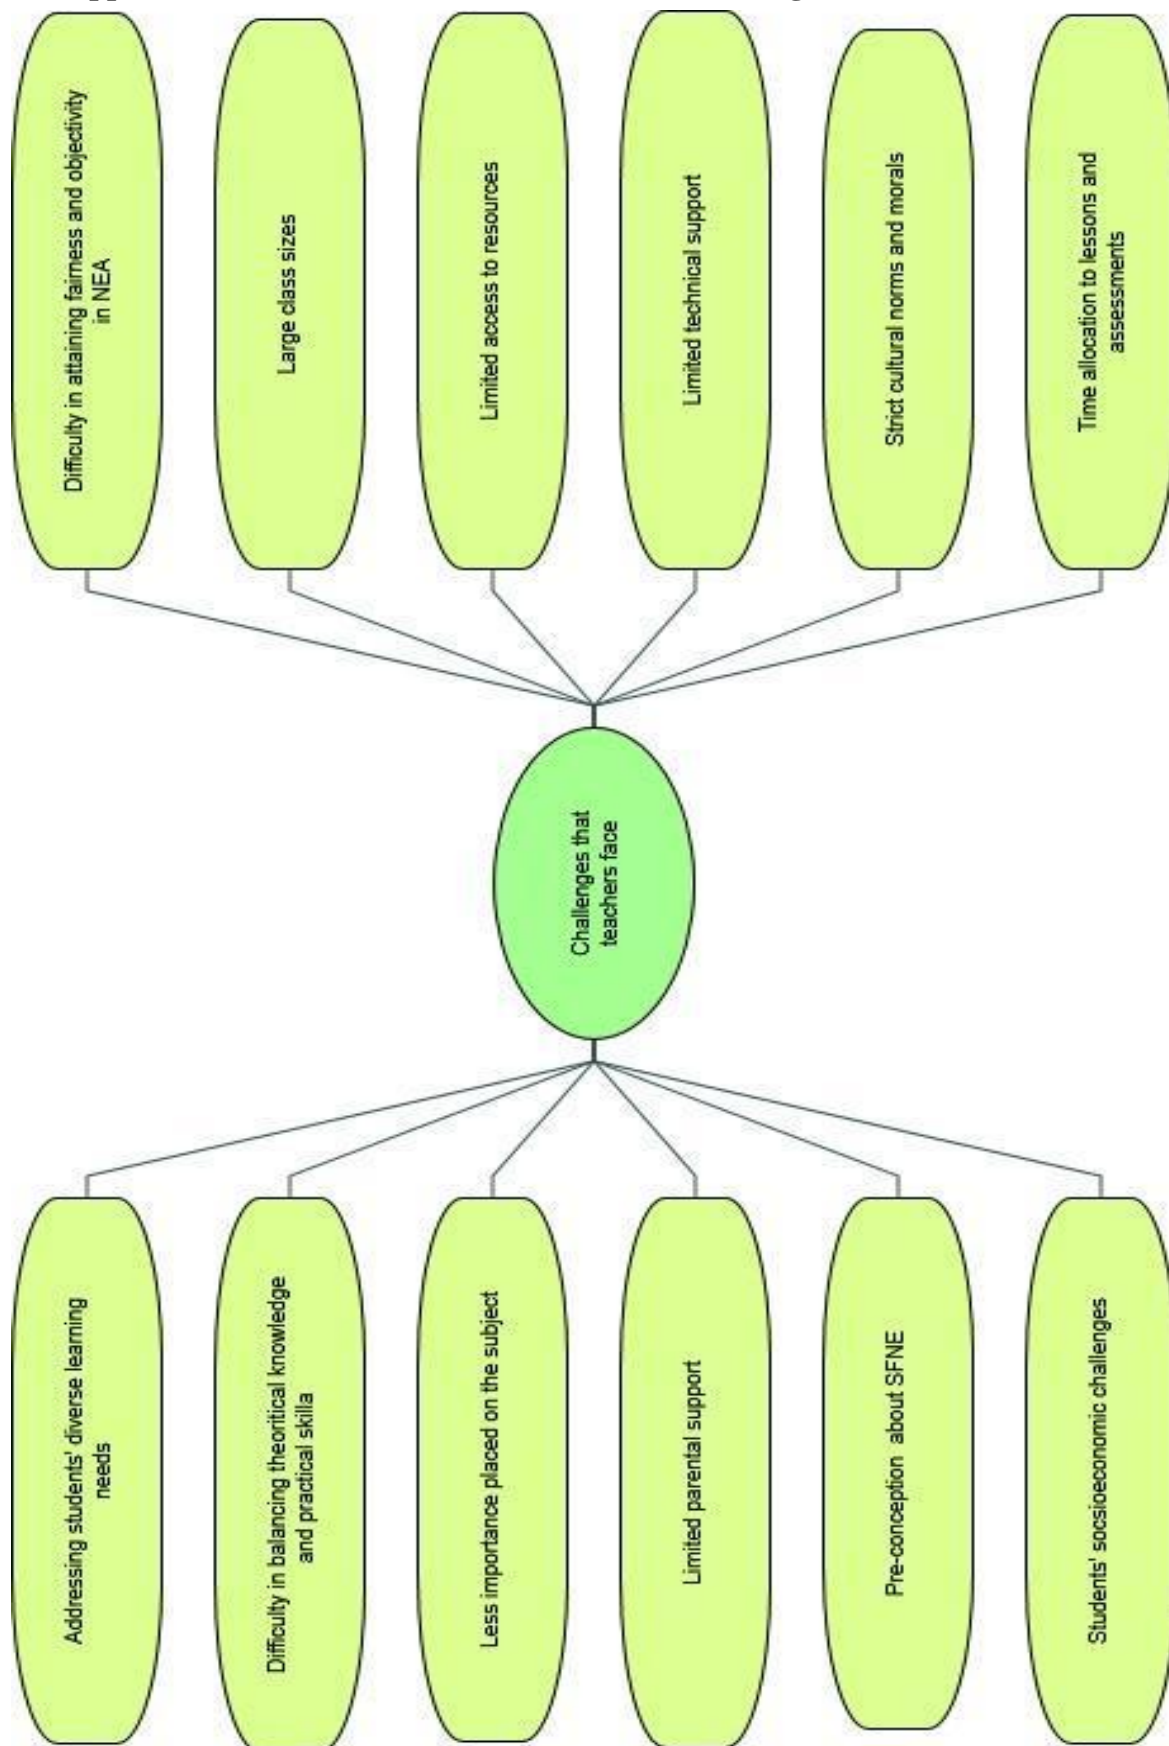 Addressing students' diverse learning
needs
Difficulty in balancing theoritical knowledge
and practical skilla
Less importance placed on the subject
Limited parental support
Pre-conception about SFNE
Students' socsioeconomic challenges
Challenges that
teachers face
Difficulty in attaining fairness and objectivity
in NEA
Large class sizes
Limited access to resources
Limited technical support
Strict cultural norms and morals
Time allocation to lessons and
assessments